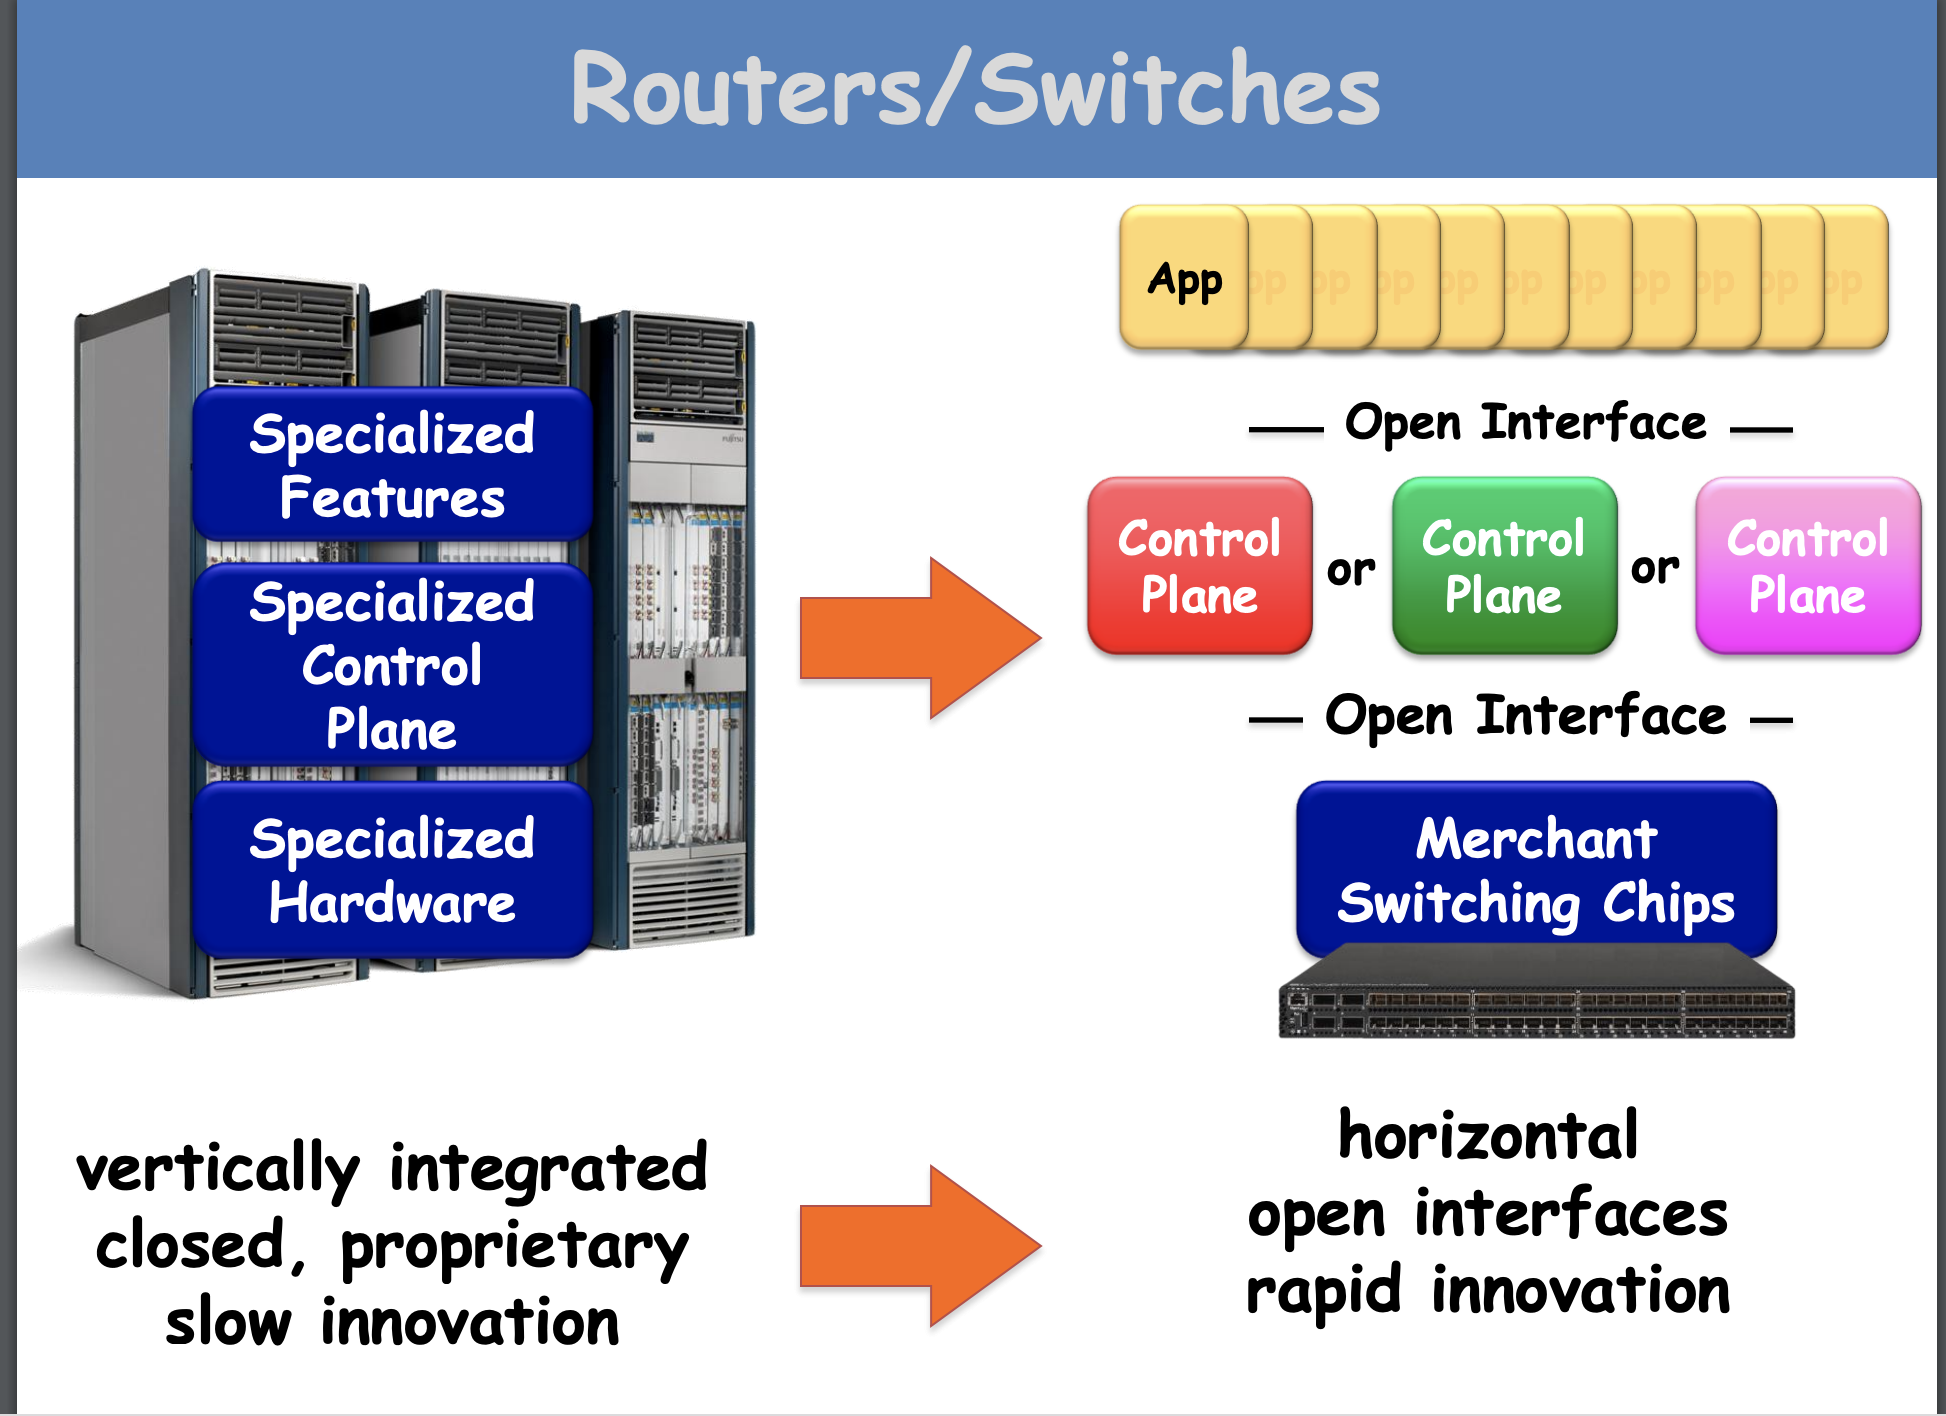 Routers/Switches
Specialized
Features
Specialized
Control
Plane
Specialized
Hardware
vertically integrated
closed, proprietary
slow innovation
App
Open Interface
Control
Plane
or
Control
Plane
or
Control
Plane
Open Interface
Merchant
Switching Chips
horizontal
open interfaces
rapid innovation